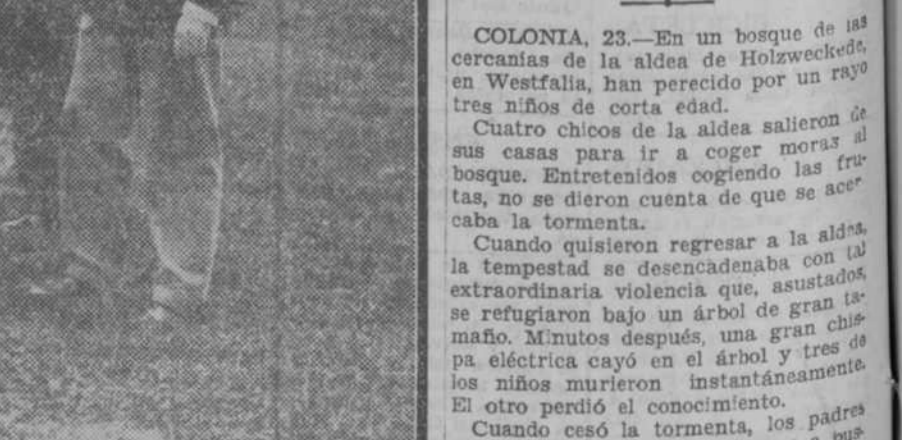 COLONIA, 23.—En un bosque de las
cercanías de la aldea de Holzweckede,
en Westfalia, han perecido por un rayo
tres niños de corta edad.
Cuatro chicos de la aldea salieron de
sus casas para ir a coger moras al
bosque. Entretenidos cogiendo las fru-
tas, no se dieron cuenta de que se acer-
caba la tormenta.
Cuando quisieron regresar a la aldea,
la tempestad se desencadenaba con tal
extraordinaria violencia que, asustados,
se refugiaron bajo un árbol de gran ta-
maño. Minutos después, una gran chis-
pa eléctrica cayó en el árbol y tres de
los niños murieron instantáneamente.
El otro perdió el conocimiento.
Cuando cesó la tormenta, los padres